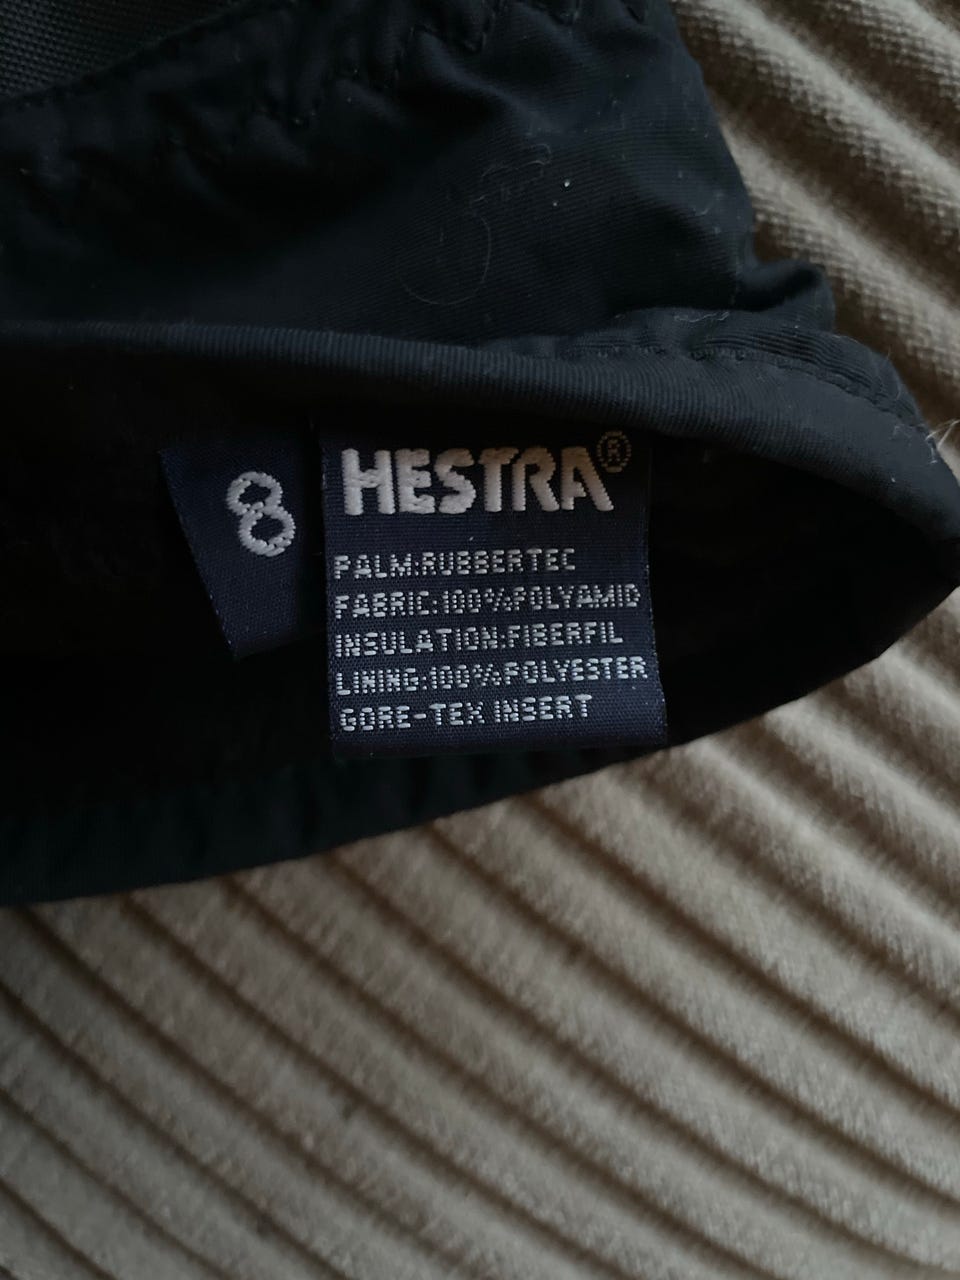 8
HESTRA®
PALM:RUBBERTEC
FABRIC:100%POLYAMID
INSULATION:FIBERFIL
LINING:100%POLYESTER
GORE-TEX INSERT